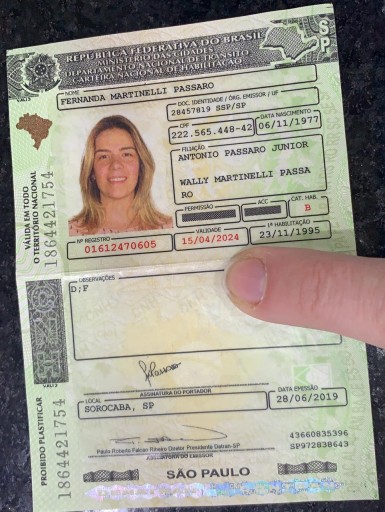 REPÚBLICA FEDERATIVA DO BRASIL
MINISTÉRIO DAS CIDADES
DEPARTAMENTO NACIONAL DE TRÂNSITO
CARTEIRA NACIONAL DE HABILITAÇÃO
SP
NOME
FERNANDA MARTINELLI PASSARO
DOC. IDENTIDADE / ÓRG. EMISSOR / UF
28457819 SSP/SP
CPF
222.565.448-42
DATA NASCIMENTO
06/11/1977
FILIAÇÃO
ANTONIO PASSARO JUNIOR
WALLY MARTINELLI PASSA
RO
PERMISSÃO
ACC
CAT. HAB.
B
Nº REGISTRO
01612470605
VALIDADE
15/04/2024
1ª HABILITAÇÃO
23/11/1995
VÁLIDA EM TODO
O TERRITÓRIO NACIONAL
1864421754
OBSERVAÇÕES
D;F
ASSINATURA DO PORTADOR
LOCAL
SOROCABA, SP
DATA EMISSÃO
28/06/2019
Paulo Roberto Falcão Ribeiro Diretor Presidente Detran-SP
ASSINATURA DO EMISSOR
43660835396
SP972838643
SÃO PAULO
PROIBIDO PLASTIFICAR
1864421754